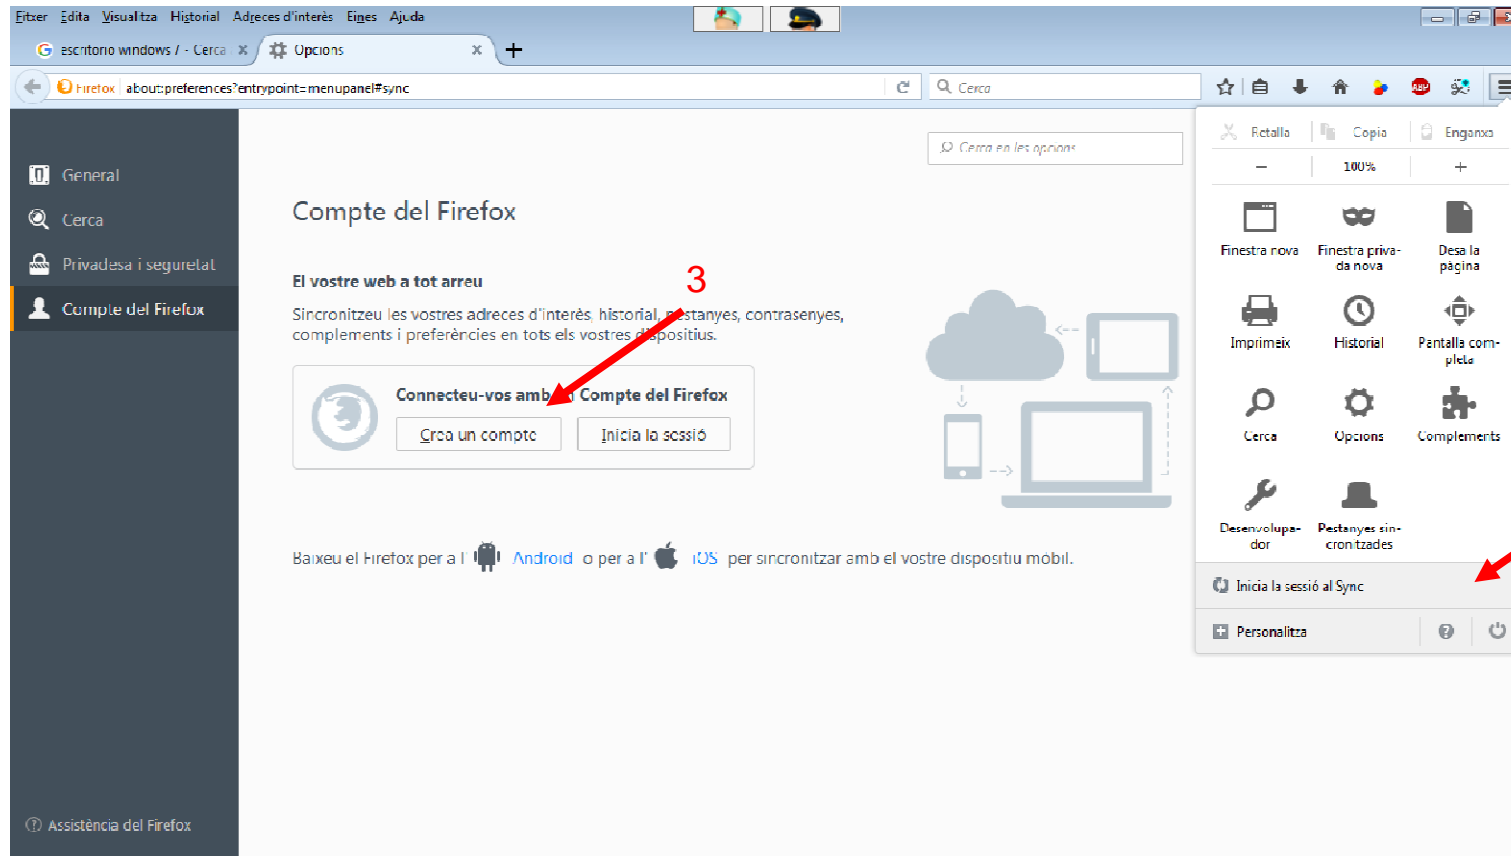 Fitxer Edita Visualitza Historial Adreces d'interès Eines Ajuda
escritorio windows 7 - Cerca
Opcions
Firefox about:preferences?entrypoint=menupanel#sync
Cerca
ABP
Cerca en les opcions
General
Cerca
Privadesa i seguretat
Compte del Firefox
Assistència del Firefox
Compte del Firefox
3
El vostre web a tot arreu
Sincronitzeu les vostres adreces d'interès, historial, pestanyes, contrasenyes,
complements i preferències en tots els vostres dispositius.
Connecteu-vos amb Compte del Firefox
Crea un compte Inicia la sessió
Baixeu el Firefox per a l' Android o per a l' iOS per sincronitzar amb el vostre dispositiu mòbil.
Retalla Copia Enganxa
− 100% +
Finestra nova
Finestra priva-
da nova
Desa la
pàgina
Imprimeix
Historial
Pantalla com-
pleta
Cerca
Opcions
Complements
Desenvolupa-
dor
Pestanyes sin-
cronitzades
Inicia la sessió al Sync
Personalitza